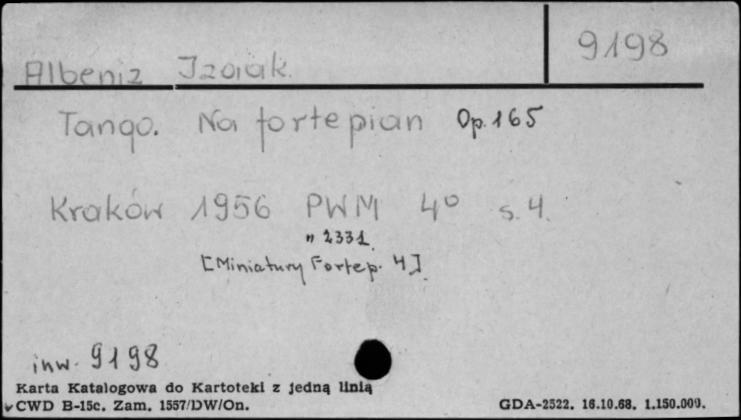 9198
Albeniz Izaak.
Tango. Na fortepian Op. 165
Kraków 1956 PWM 4° s. 4.
" 2331
[Miniatury Fortep. 4]
inw. 9198
Karta Katalogowa do Kartoteki z jedną linią
CWD B-15c. Zam. 1557/DW/On.
GDA-2522. 16.10.68. 1.150.000.